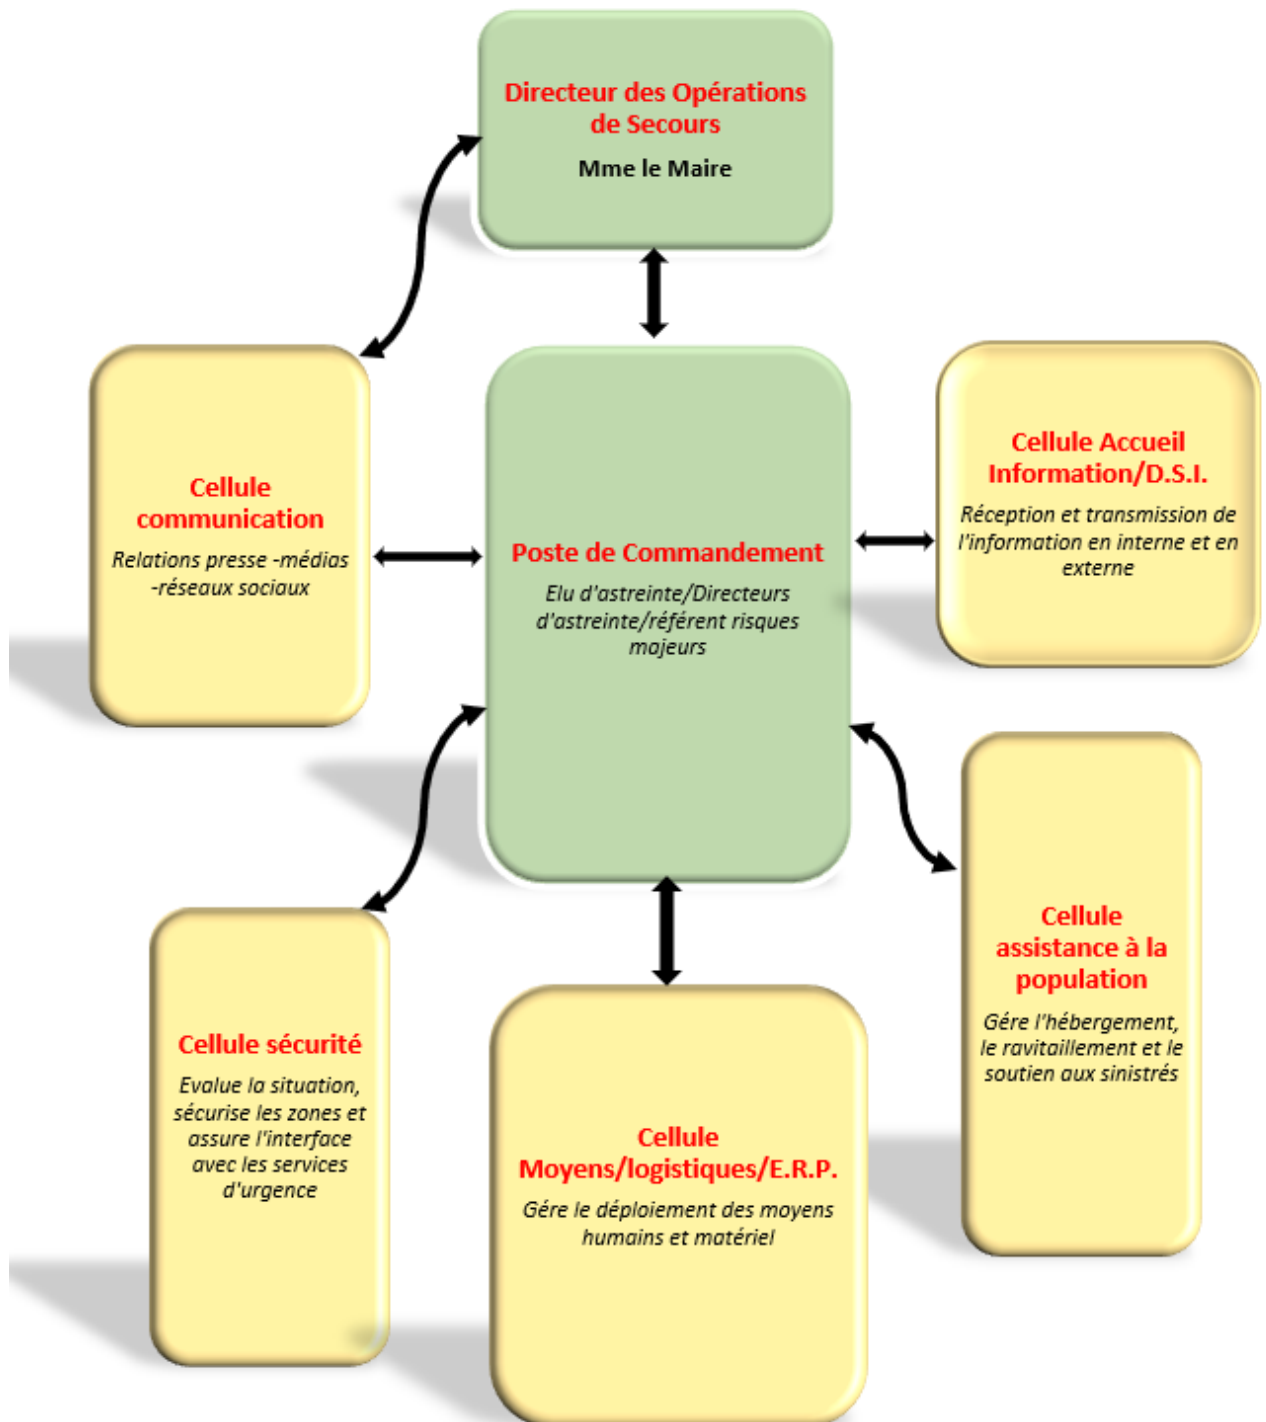 Directeur des Opérations
de Secours
Mme le Maire
Cellule
communication
Relations presse -médias
-réseaux sociaux
Poste de Commandement
Elu d'astreinte/Directeurs
d'astreinte/référent risques
majeurs
Cellule Accueil
Information/D.S.I.
Réception et transmission de
l'information en interne et en
externe
Cellule sécurité
Evalue la situation,
sécurise les zones et
assure l'interface
avec les services
d'urgence
Cellule
Moyens/logistiques/E.R.P.
Gére le déploiement des moyens
humains et matériel
Cellule
assistance à la
population
Gére l'hébergement,
le ravitaillement et le
soutien aux sinistrés